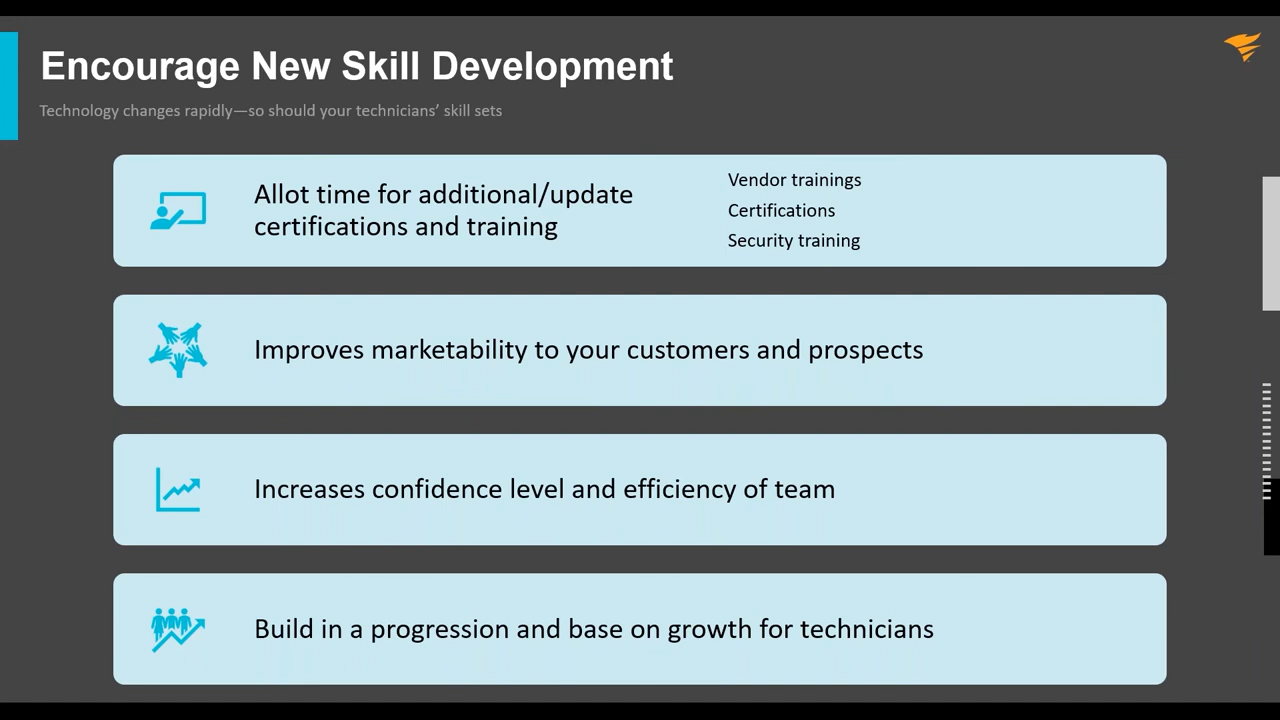 Encourage New Skill Development
Technology changes rapidly—so should your technicians’ skill sets
Allot time for additional/update
certifications and training
Vendor trainings
Certifications
Security training
Improves marketability to your customers and prospects
Increases confidence level and efficiency of team
Build in a progression and base on growth for technicians